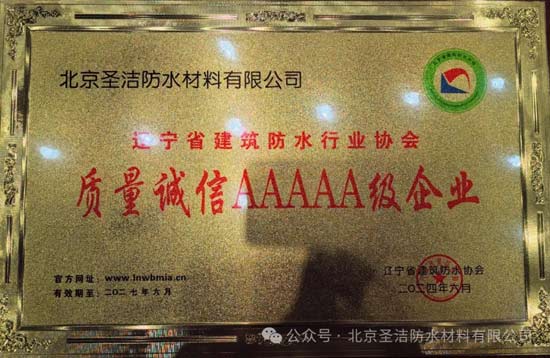 北京圣洁防水材料有限公司
辽宁省建筑防水行业协会
质量诚信AAAAA级企业
官方网址:www.lnwbmia.cn
有效期至:二〇二七年六月
辽宁省建筑防水协会
二〇二四年六月
公众号·北京圣洁防水材料有限公司